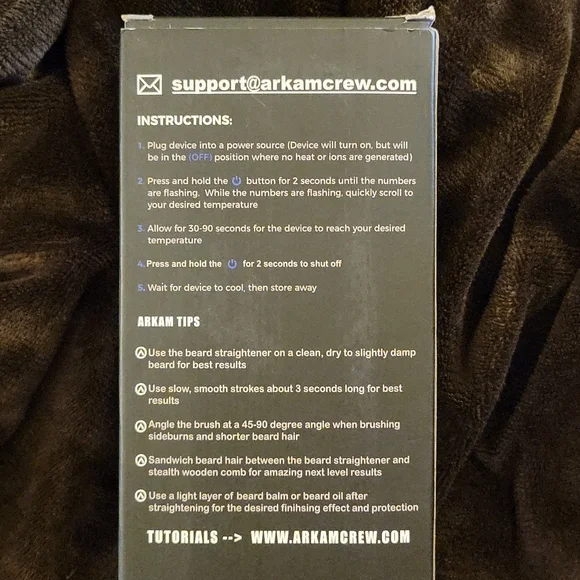 support@arkamcrew.com
INSTRUCTIONS:
1. Plug device into a power source (Device will turn on, but will
be in the (OFF) position where no heat or ions are generated)
2. Press and hold the button for 2 seconds until the numbers
are flashing. While the numbers are flashing, quickly scroll to
your desired temperature
3. Allow for 30-90 seconds for the device to reach your desired
temperature
4. Press and hold the for 2 seconds to shut off
5. Wait for device to cool, then store away
ARKAM TIPS
Use the beard straightener on a clean, dry to slightly damp
beard for best results
Use slow, smooth strokes about 3 seconds long for best
results
Angle the brush at a 45-90 degree angle when brushing
sideburns and shorter beard hair
Sandwich beard hair between the beard straightener and
stealth wooden comb for amazing next level results
Use a light layer of beard balm or beard oil after
straightening for the desired finihsing effect and protection
TUTORIALS --> WWW.ARKAMCREW.COM